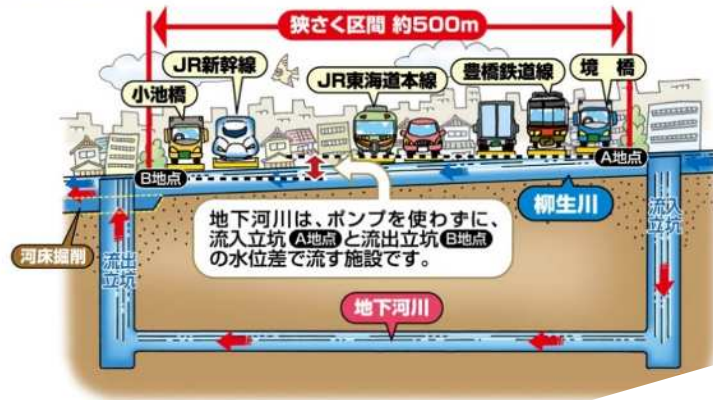 狭さく区間 約500m
小池橋
JR新幹線
JR東海道本線
豊橋鉄道線
境橋
B地点
A地点
地下河川は、ポンプを使わずに、
流入立坑 A地点 と流出立坑 B地点
の水位差で流す施設です。
柳生川
河床掘削
流出
立坑
流入
立坑
地下河川